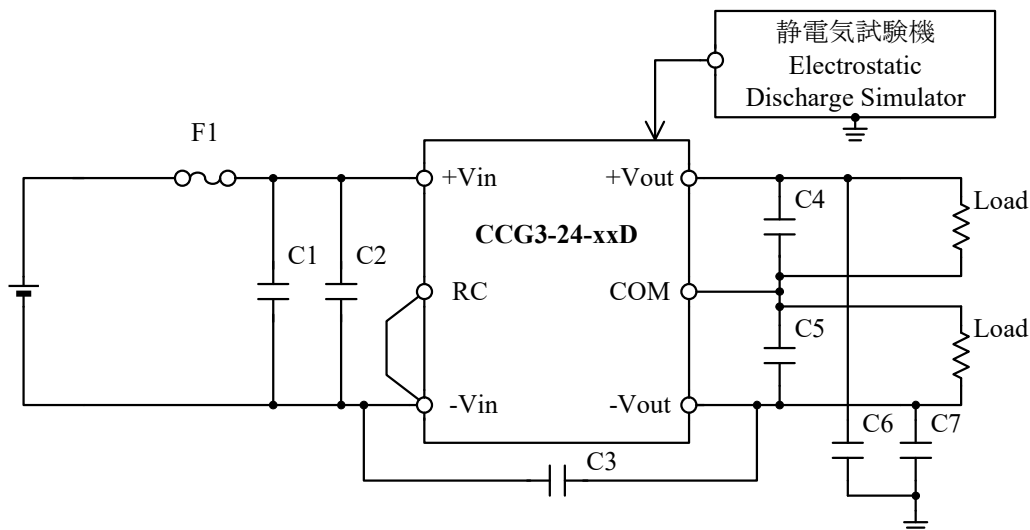 静電気試験機
Electrostatic
Discharge Simulator
F1
+Vin
+Vout
C4
Load
CCG3-24-xxD
C1
C2
RC
COM
Load
C5
-Vin
-Vout
C6
C7
C3